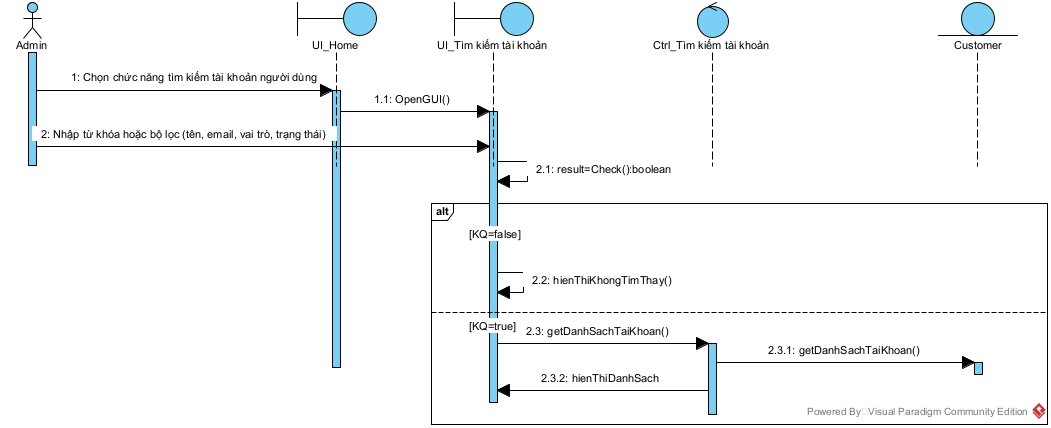 Admin
UI_Home
UI_Tìm kiếm tài khoản
Ctrl_Tìm kiếm tài khoản
Customer
1: Chọn chức năng tìm kiếm tài khoản người dùng
1.1: OpenGUI()
2: Nhập từ khóa hoặc bộ lọc (tên, email, vai trò, trạng thái)
2.1: result=Check():boolean
alt
[KQ=false]
2.2: hienThiKhongTimThay()
[KQ=true]
2.3: getDanhSachTaiKhoan()
2.3.1: getDanhSachTaiKhoan()
2.3.2: hienThiDanhSach
Powered By Visual Paradigm Community Edition